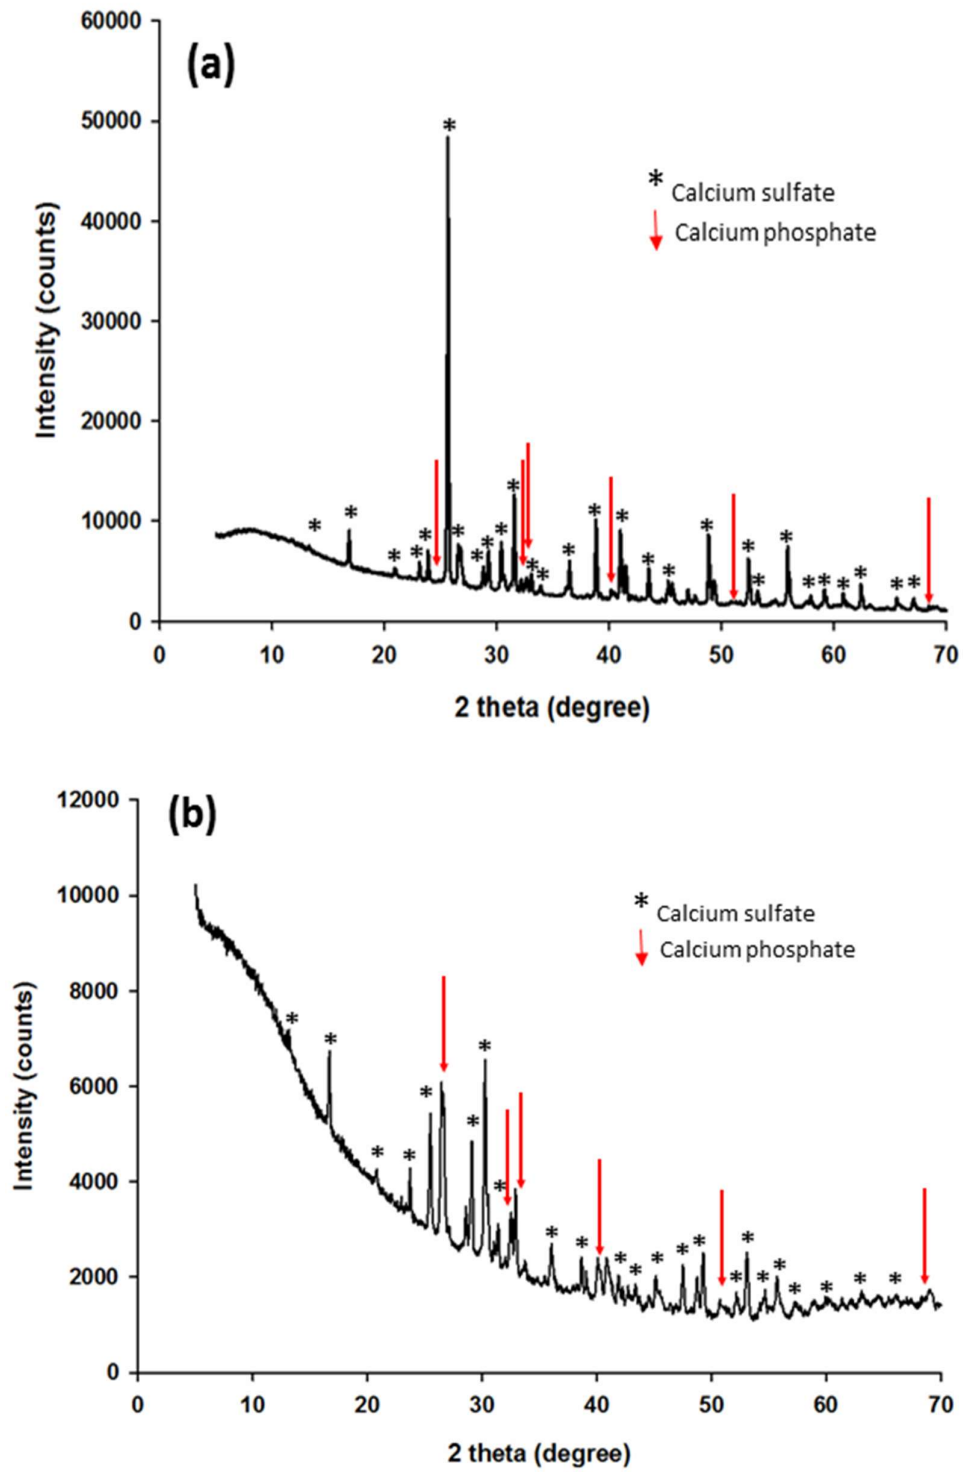 60000
(a)
50000
*
* Calcium sulfate
Calcium phosphate
40000
30000
20000
10000
0
Intensity (counts)
0 10 20 30 40 50 60 70
2 theta (degree)
12000
(b)
10000
* Calcium sulfate
Calcium phosphate
8000
6000
4000
2000
0
Intensity (counts)
0 10 20 30 40 50 60 70
2 theta (degree)